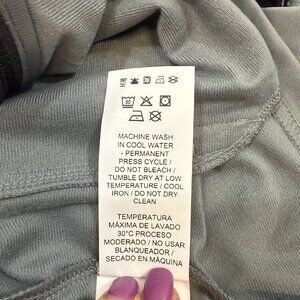 MACHINE WASH
IN COOL WATER
- PERMANENT
PRESS CYCLE /
DO NOT BLEACH /
TUMBLE DRY AT LOW
TEMPERATURE / COOL
IRON / DO NOT DRY
CLEAN
TEMPERATURA
MÁXIMA DE LAVADO
30°C PROCESO
MODERADO / NO USAR
BLANQUEADOR /
SECADO EN MÁQUINA